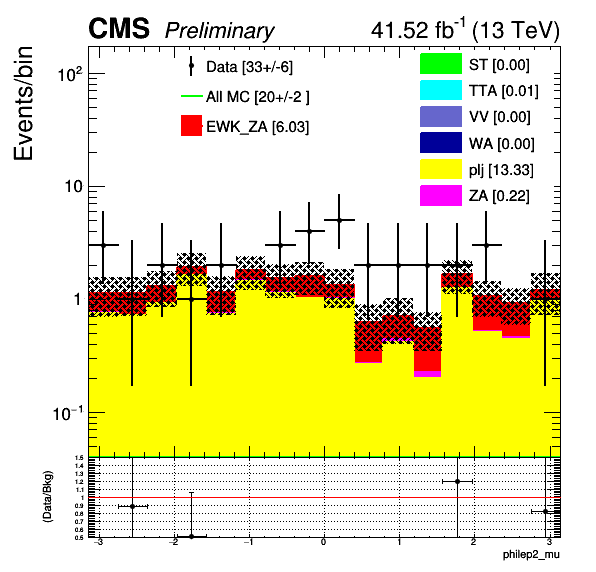 CMS Preliminary 41.52 fb⁻¹ (13 TeV)
Events/bin
10²
10
1
10⁻¹
Data [33+/-6]
All MC [20+/-2 ]
EWK_ZA [6.03]
ST [0.00]
TTA [0.01]
VV [0.00]
WA [0.00]
plj [13.33]
ZA [0.22]
(Data/Bkg)
1.5
1.4
1.3
1.2
1.1
1
0.9
0.8
0.7
0.6
0.5
−3 −2 −1 0 1 2 3
philep2_mu